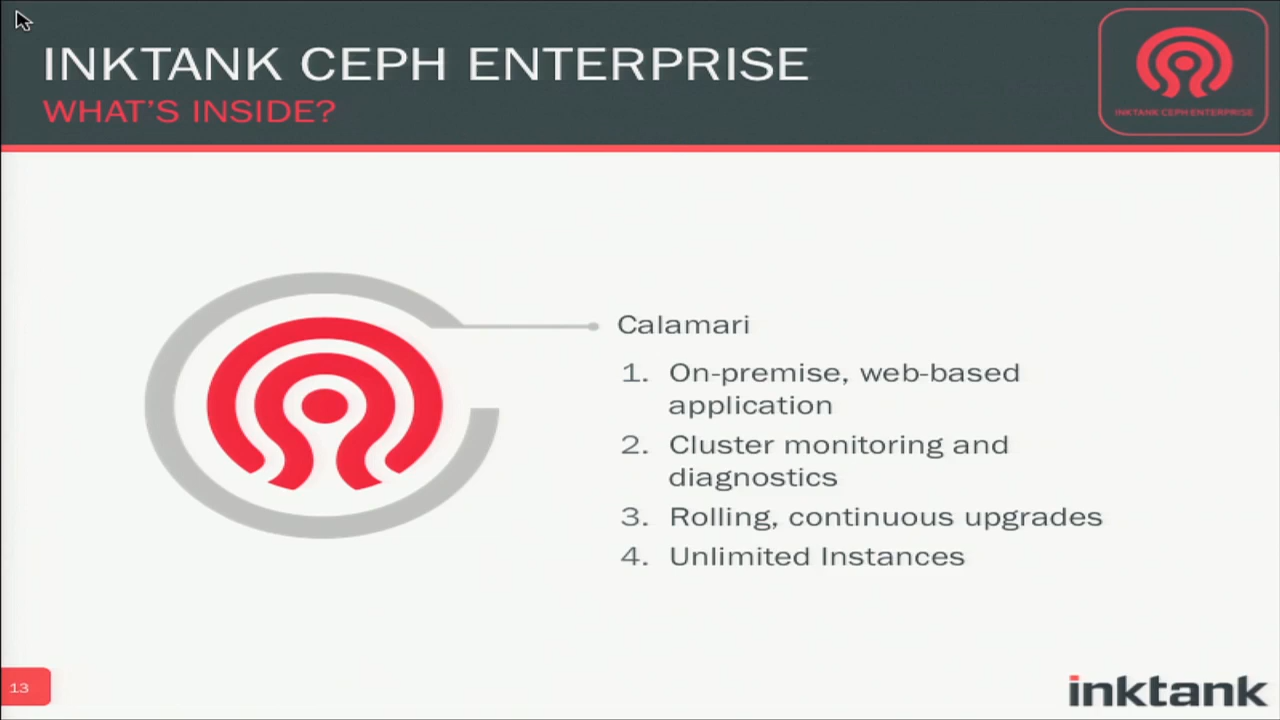 INKTANK CEPH ENTERPRISE
WHAT'S INSIDE?
INKTANK CEPH ENTERPRISE
Calamari
1. On-premise, web-based
application
2. Cluster monitoring and
diagnostics
3. Rolling, continuous upgrades
4. Unlimited Instances
13
inktank